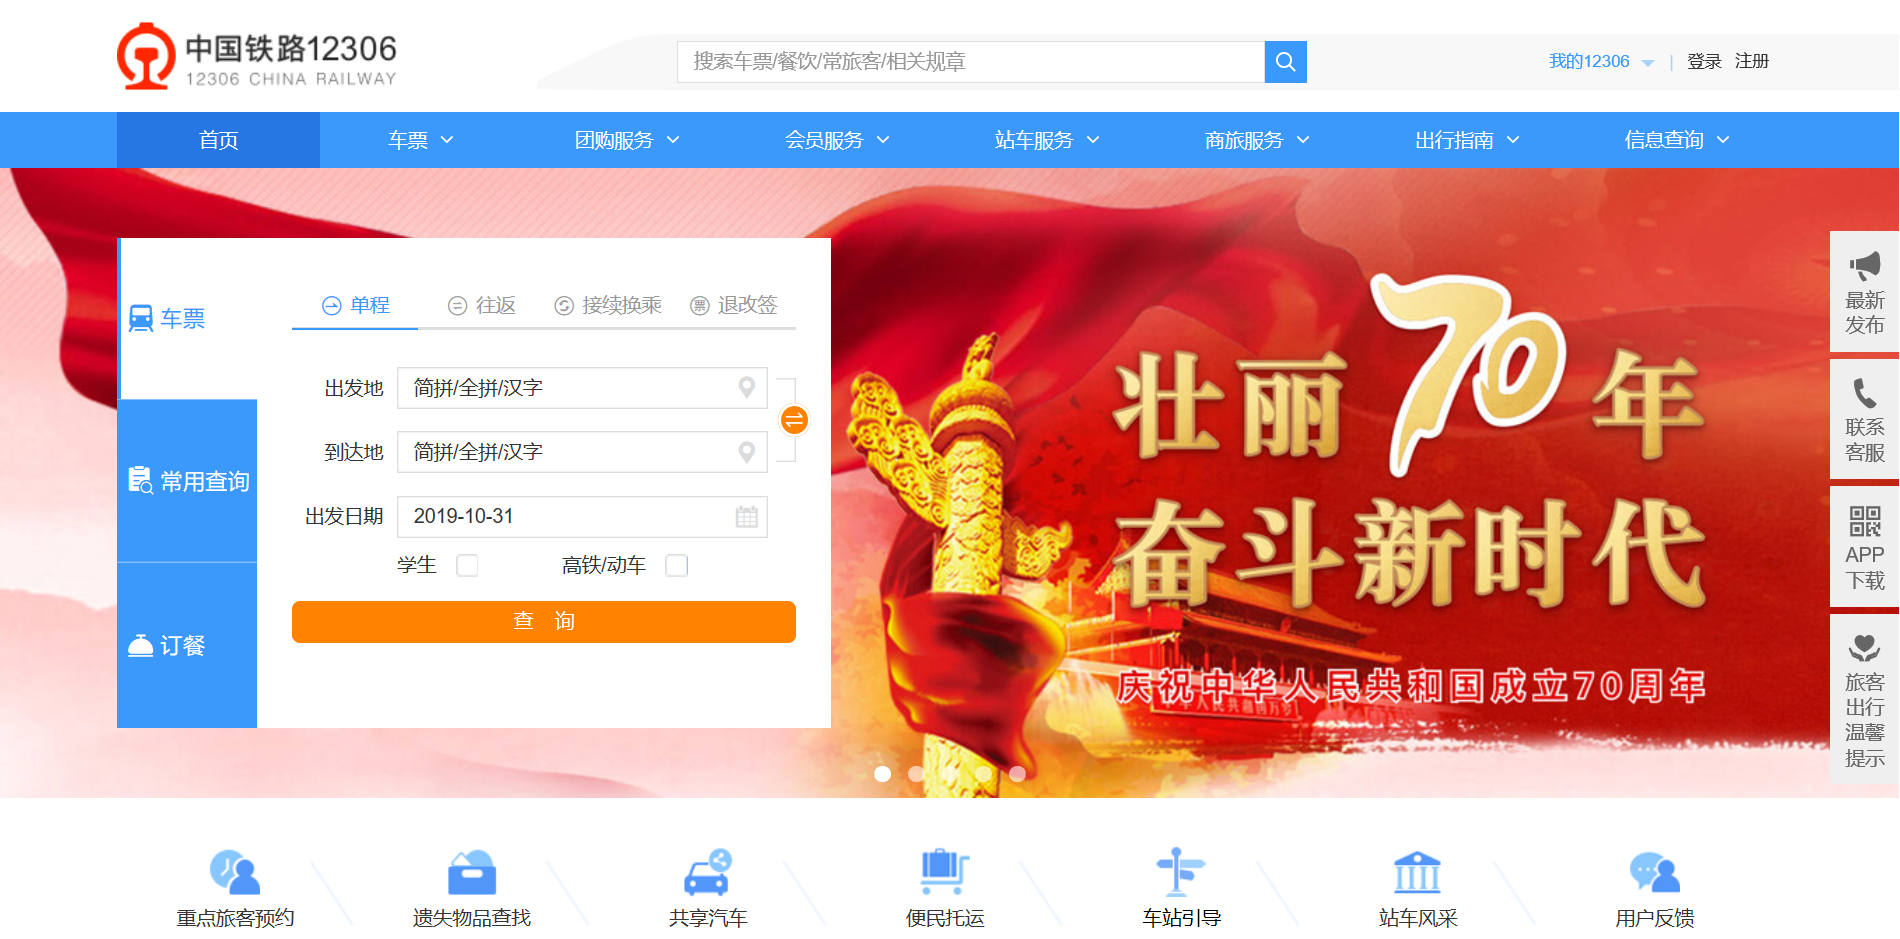 中国铁路12306
12306 CHINA RAILWAY
搜索车票/餐饮/常旅客/相关规章
我的12306 | 登录 注册
首页 车票 团购服务 会员服务 站车服务 商旅服务 出行指南 信息查询
车票
常用查询
订餐
单程 往返 接续换乘 票 退改签
出发地 简拼/全拼/汉字
到达地 简拼/全拼/汉字
出发日期 2019-10-31
学生 高铁/动车
查 询
壮丽70年
奋斗新时代
庆祝中华人民共和国成立70周年
最新
发布
联系
客服
APP
下载
旅客
出行
温馨
提示
重点旅客预约 遗失物品查找 共享汽车 便民托运 车站引导 站车风采 用户反馈